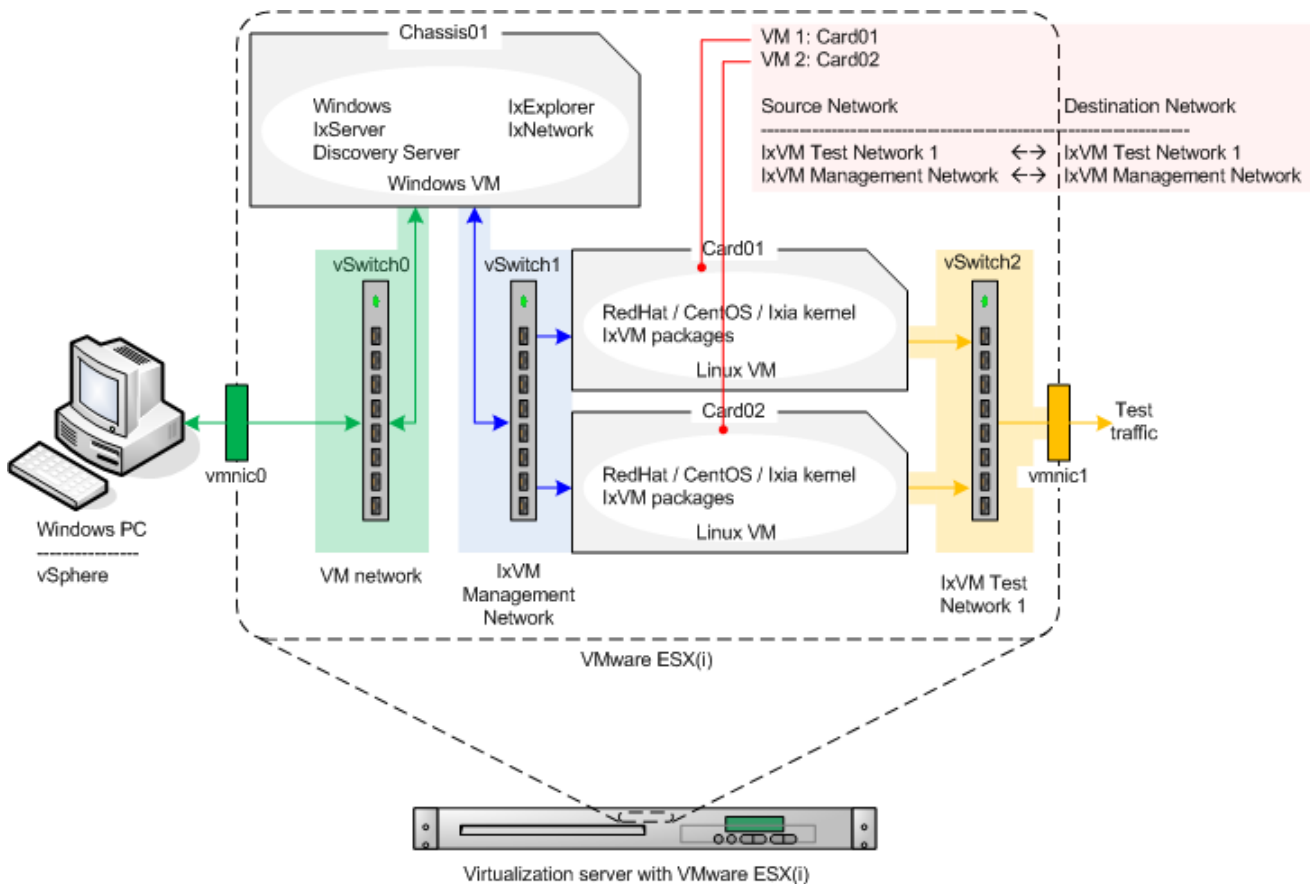 Chassis01
Windows
IxServer
Discovery Server
IxExplorer
IxNetwork
Windows VM
VM 1: Card01
VM 2: Card02
Source Network Destination Network
----------------------------------------------------------------------
IxVM Test Network 1 <--> IxVM Test Network 1
IxVM Management Network <--> IxVM Management Network
vSwitch0
vSwitch1
Card01
RedHat / CentOS / Ixia kernel
IxVM packages
Linux VM
vSwitch2
Card02
RedHat / CentOS / Ixia kernel
IxVM packages
Linux VM
vmnic0
vmnic1
Test
traffic
Windows PC
----------------
vSphere
VM network
IxVM
Management
Network
IxVM Test
Network 1
VMware ESX(i)
Virtualization server with VMware ESX(i)